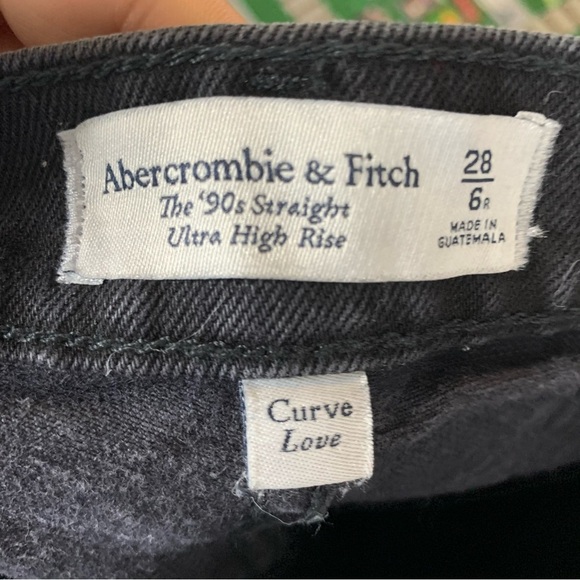 Abercrombie & Fitch
The '90s Straight
Ultra High Rise
28
6R
MADE IN
GUATEMALA
Curve
Love